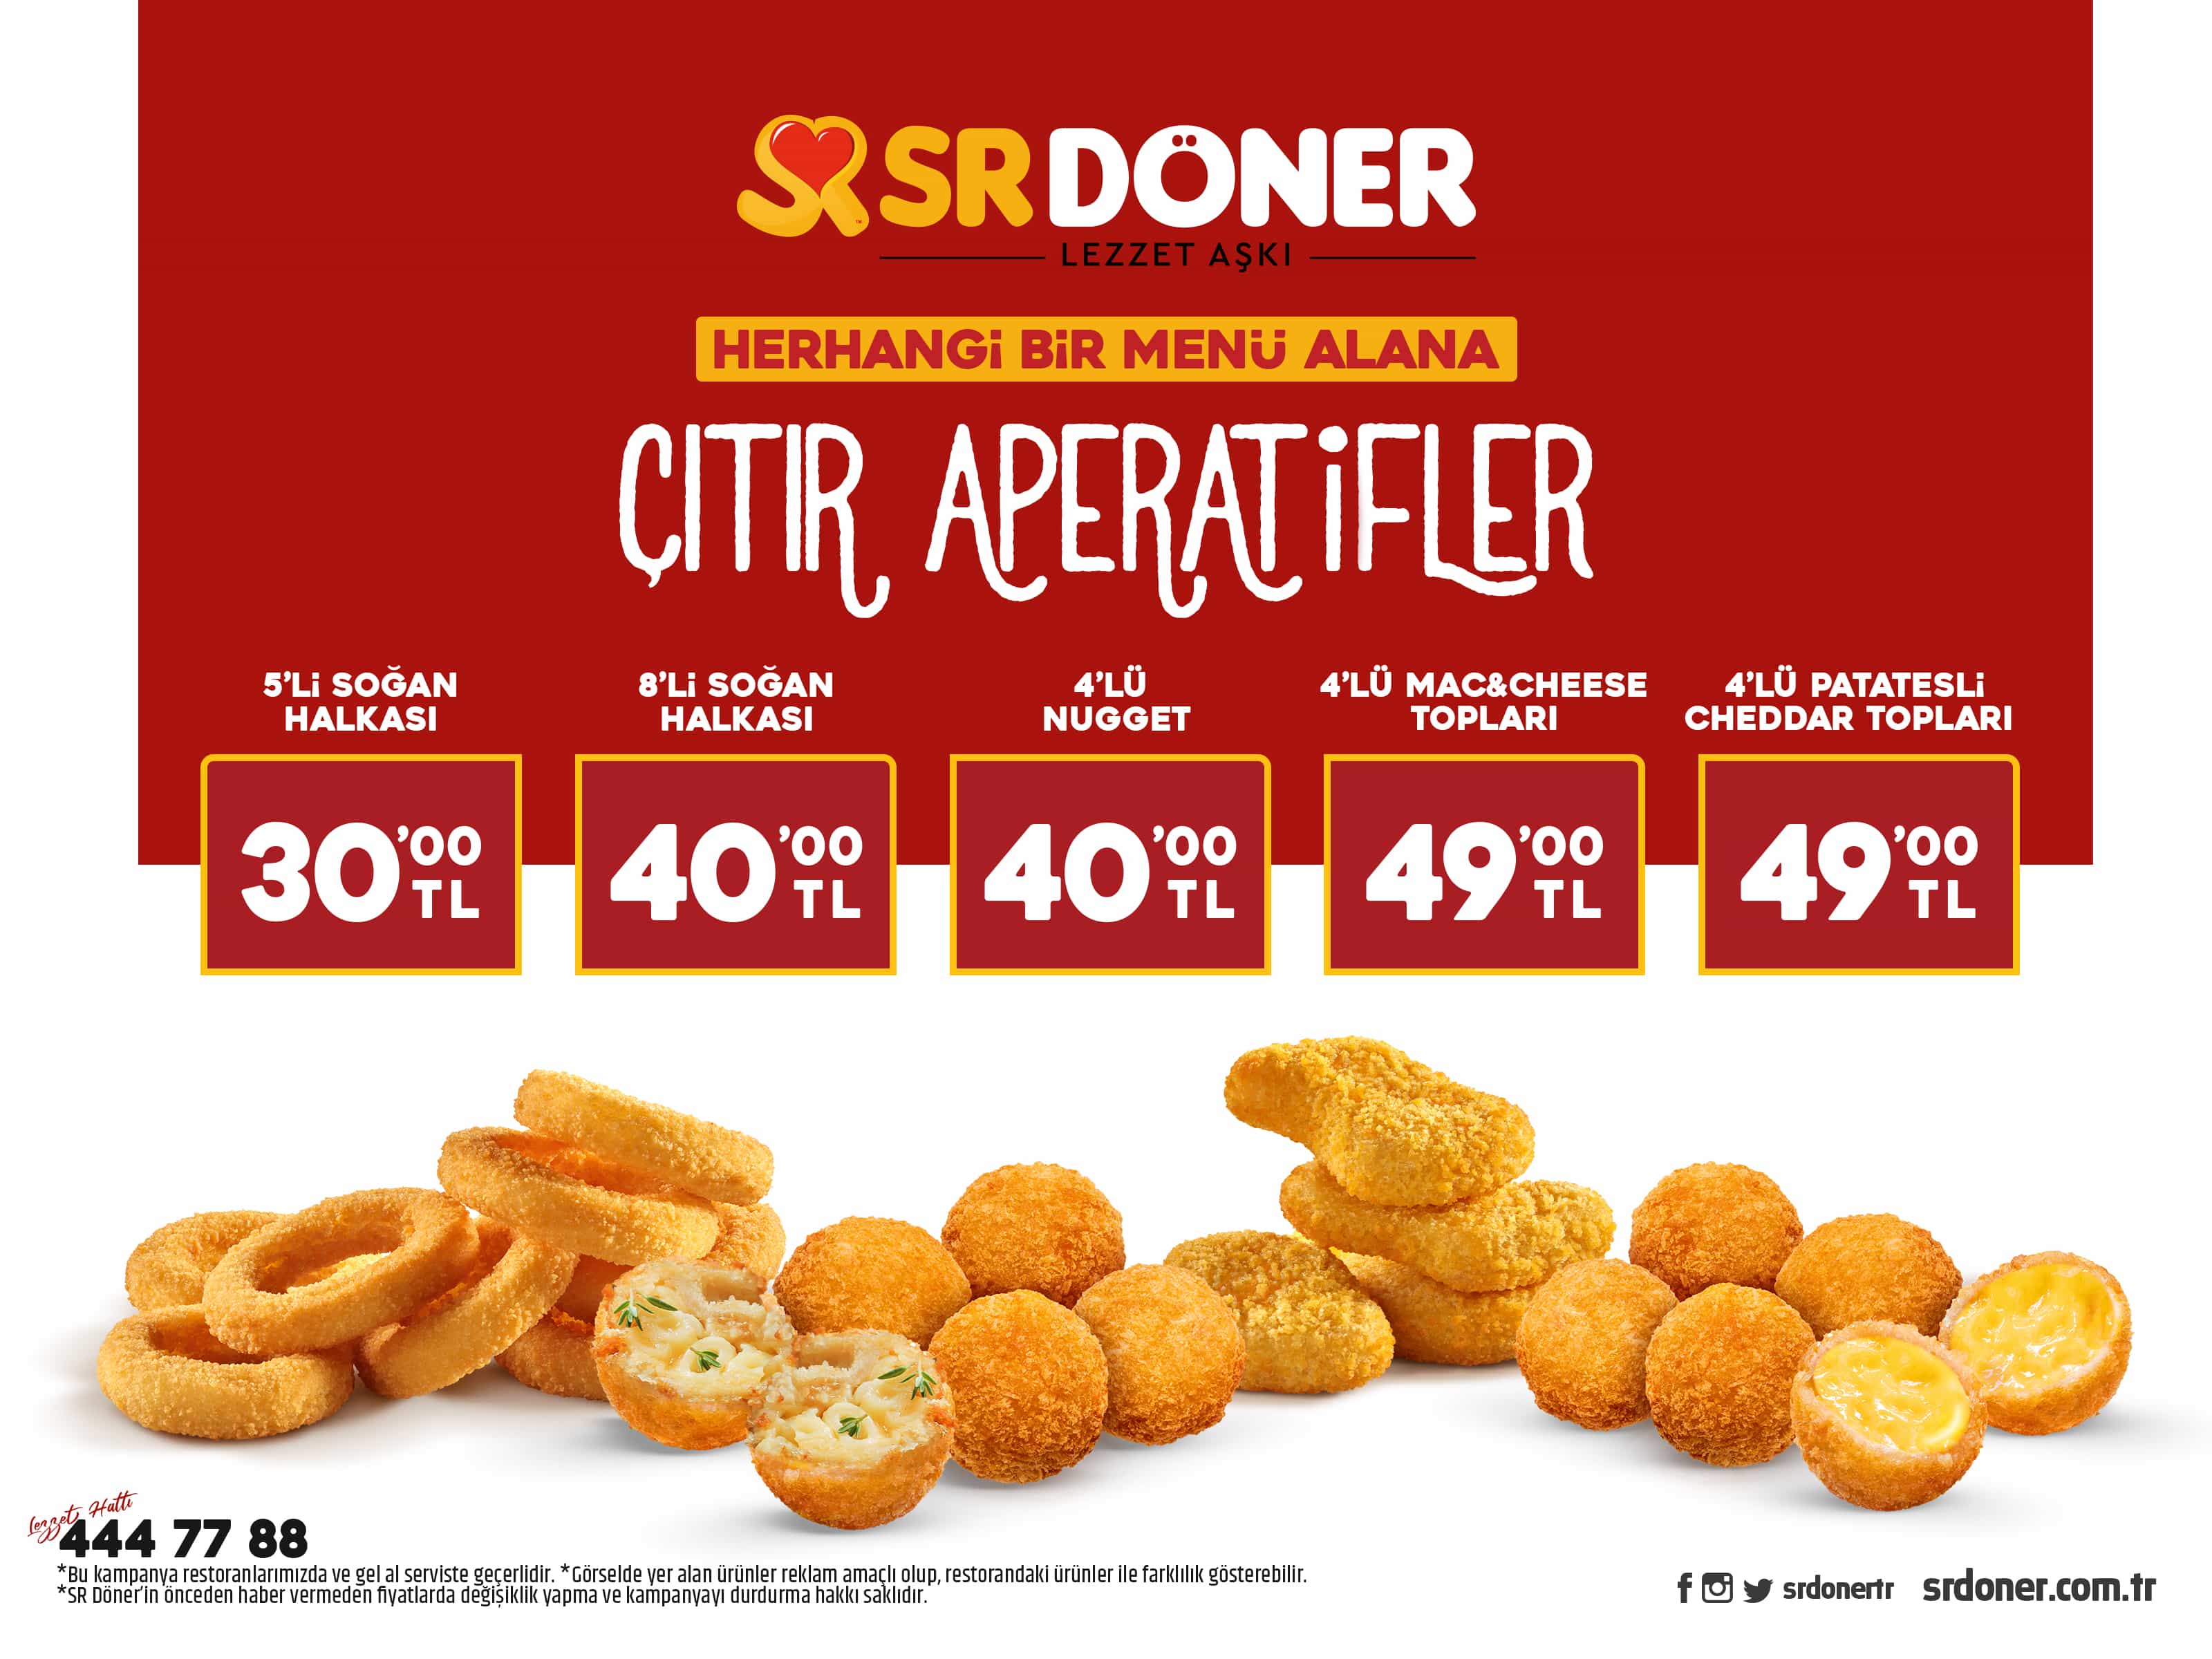 SR DÖNER
LEZZET AŞKI
HERHANGİ BİR MENÜ ALANA
ÇITIR APERATİFLER
5'Lİ SOĞAN
HALKASI
30'00
TL
8'Lİ SOĞAN
HALKASI
40'00
TL
4'LÜ
NUGGET
40'00
TL
4'LÜ MAC&CHEESE
TOPLARI
49'00
TL
4'LÜ PATATESLİ
CHEDDAR TOPLARI
49'00
TL
Lezzet Hattı
444 77 88
*Bu kampanya restoranlarımızda ve gel al serviste geçerlidir. *Görselde yer alan ürünler reklam amaçlı olup, restorandaki ürünler ile farklılık gösterebilir.
*SR Döner'in önceden haber vermeden fiyatlarda değişiklik yapma ve kampanyayı durdurma hakkı saklıdır.
srdonertr srdoner.com.tr